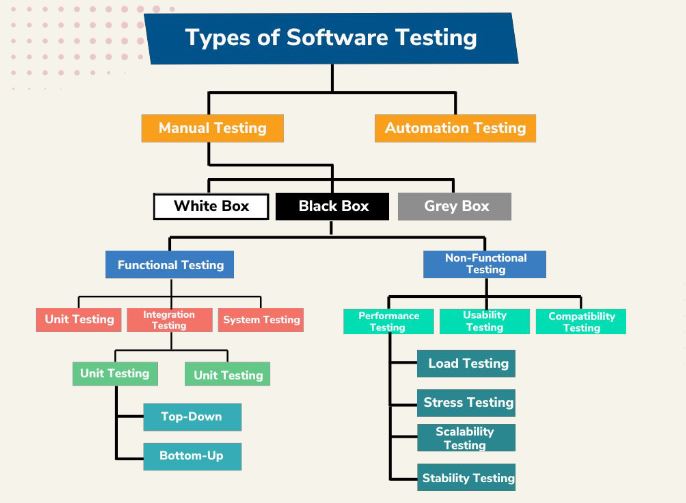 Types of Software Testing
Manual Testing
Automation Testing
White Box
Black Box
Grey Box
Functional Testing
Non-Functional
Testing
Unit Testing
Integration
Testing
System Testing
Performance
Testing
Usability
Testing
Compatibility
Testing
Unit Testing
Unit Testing
Top-Down
Bottom-Up
Load Testing
Stress Testing
Scalability
Testing
Stability Testing